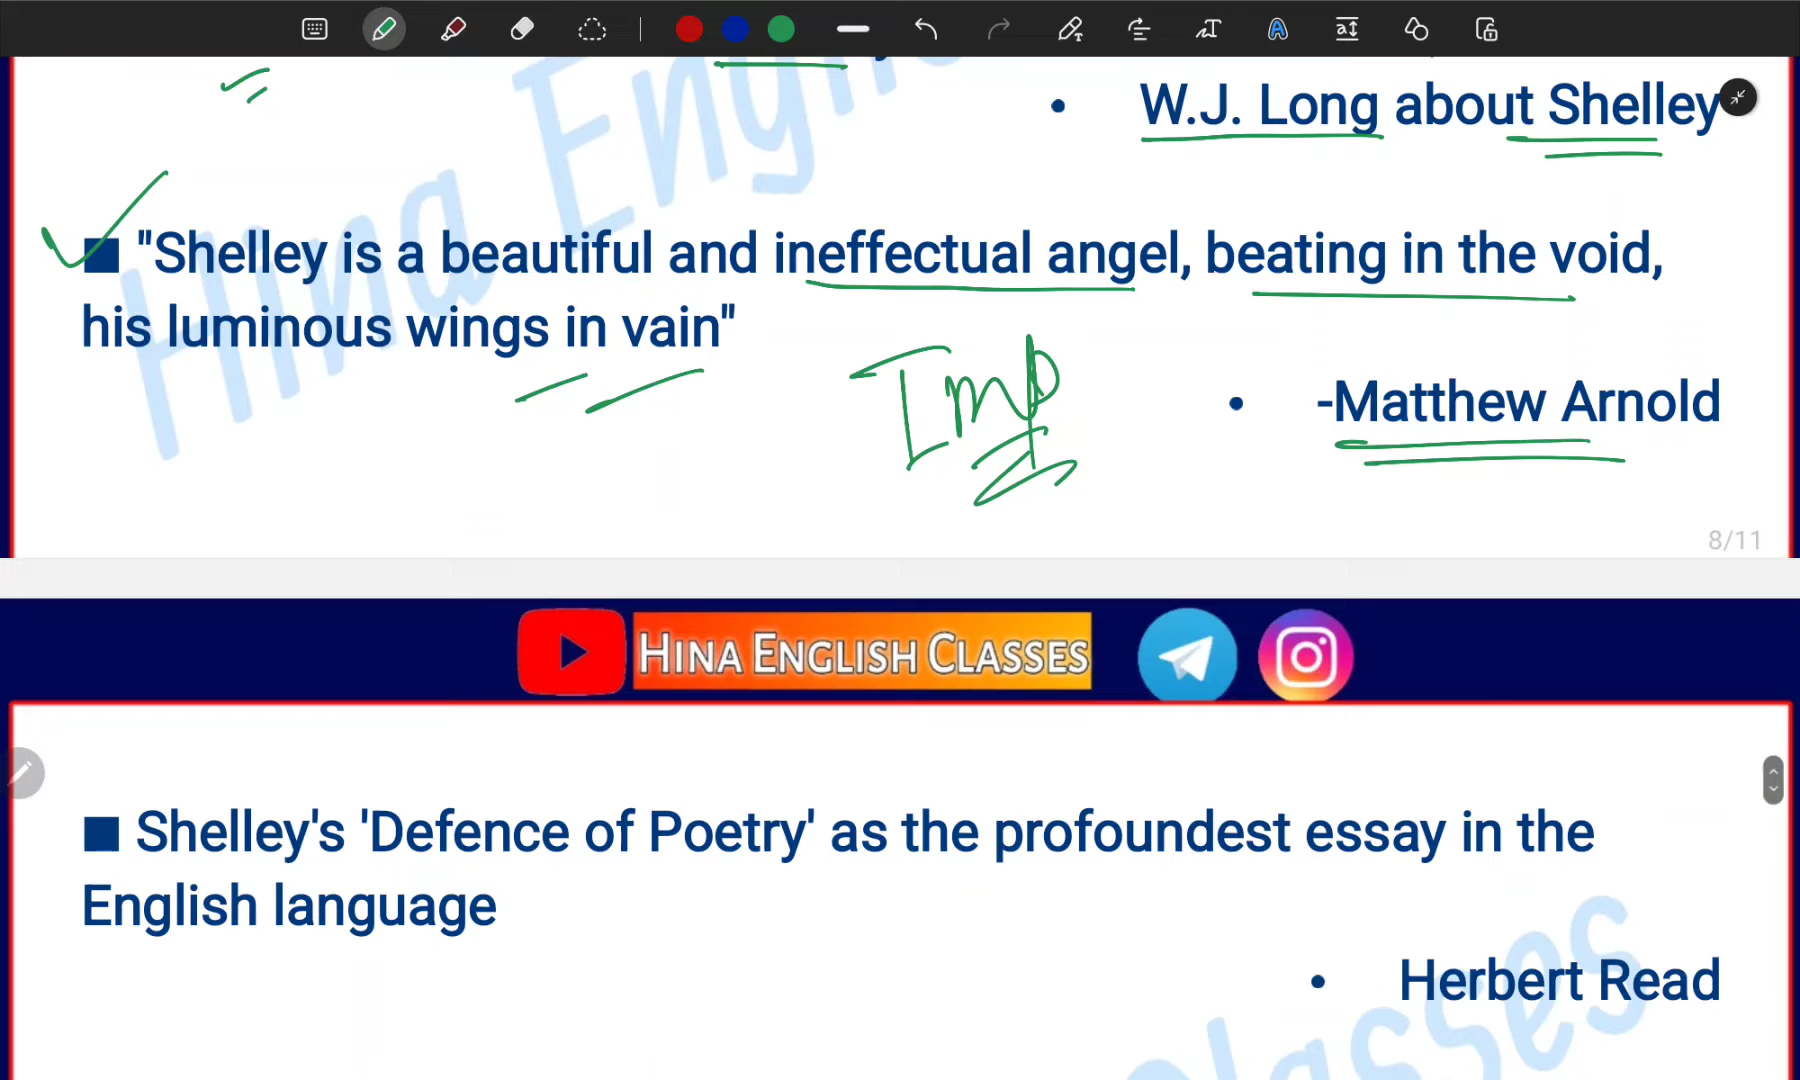 W.J. Long about Shelley
"Shelley is a beautiful and ineffectual angel, beating in the void,
his luminous wings in vain"
Imp
-Matthew Arnold
8/11
HINA ENGLISH CLASSES
Shelley's 'Defence of Poetry' as the profoundest essay in the
English language
Herbert Read